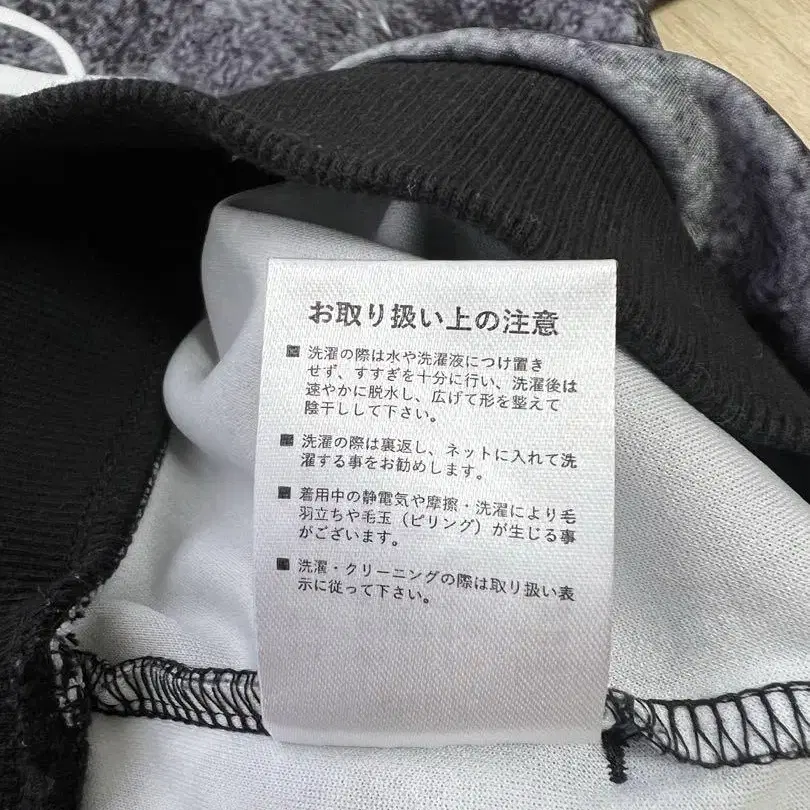 お取り扱い上の注意
■ 洗濯の際は水や洗濯液につけ置き
せず、すすぎを十分に行い、洗濯後は
速やかに脱水し、広げて形を整えて
陰干しして下さい。
■ 洗濯の際は裏返し、ネットに入れて洗
濯する事をお勧めします。
■ 着用中の静電気や摩擦・洗濯により毛
羽立ちや毛玉（ピリング）が生じる事
がございます。
■ 洗濯・クリーニングの際は取り扱い表
示に従って下さい。